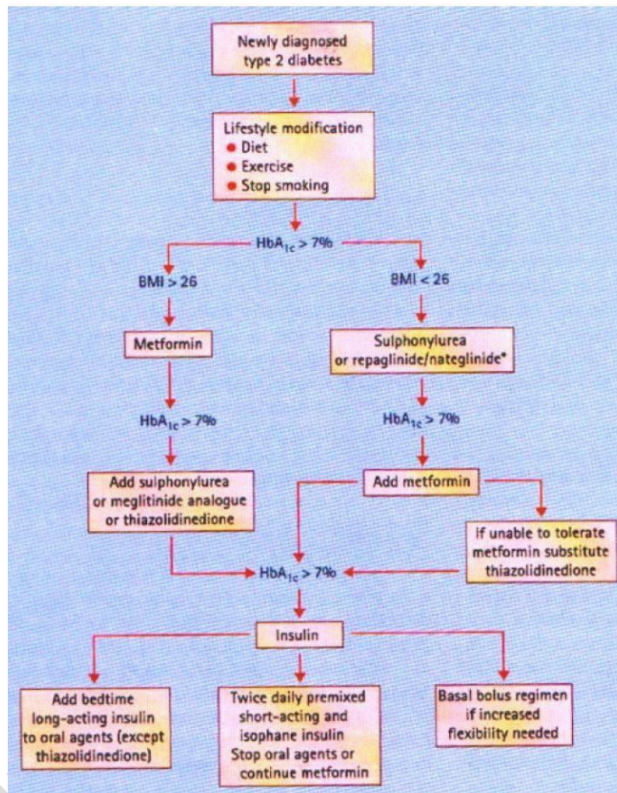 Newly diagnosed
type 2 diabetes
Lifestyle modification
● Diet
● Exercise
● Stop smoking
HbA1c > 7%
BMI > 26
BMI < 26
Metformin
Sulphonylurea
or repaglinide/nateglinide*
HbA1c > 7%
HbA1c > 7%
Add sulphonylurea
or meglitinide analogue
or thiazolidinedione
Add metformin
If unable to tolerate
metformin substitute
thiazolidinedione
HbA1c > 7%
Insulin
Add bedtime
long-acting insulin
to oral agents (except
thiazolidinedione)
Twice daily premixed
short-acting and
isophane insulin
Stop oral agents or
continue metformin
Basal bolus regimen
if increased
flexibility needed